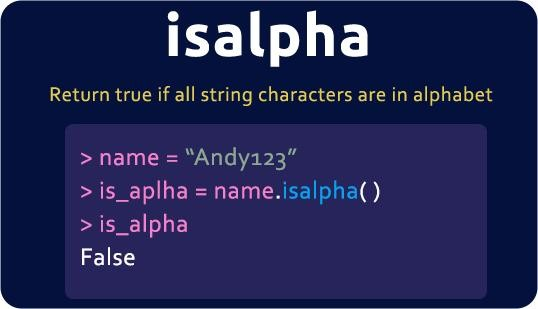 isalpha
Return true if all string characters are in alphabet
> name = “Andy123”
> is_aplha = name.isalpha( )
> is_alpha
False